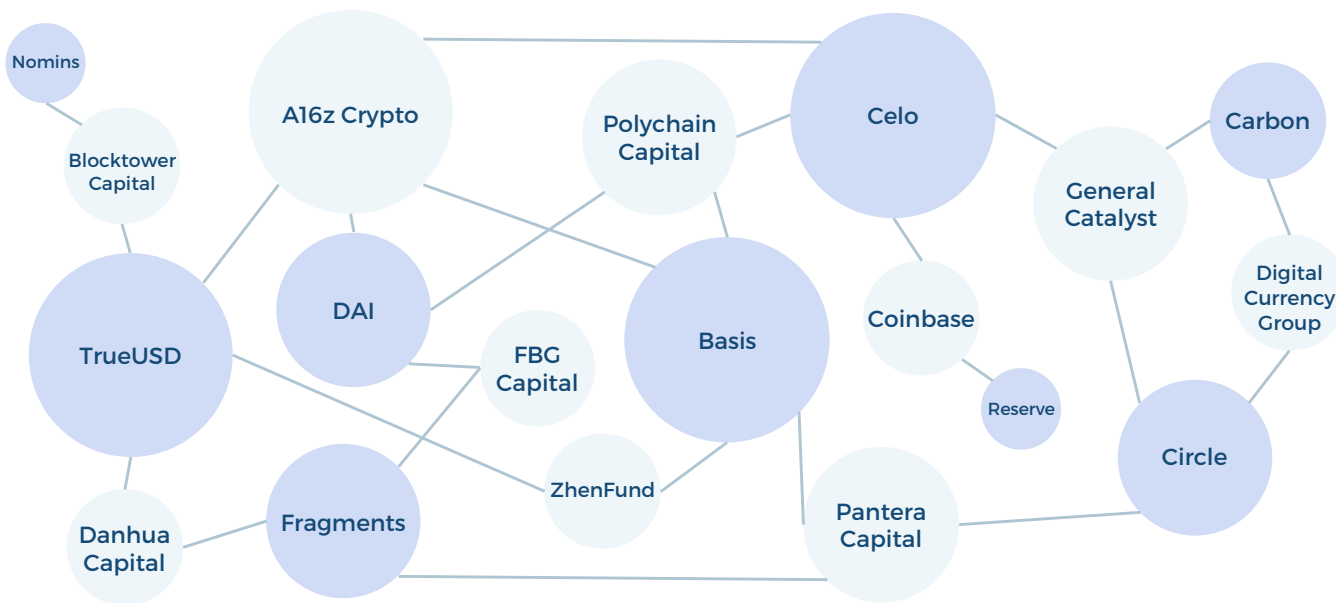 Nomins
A16z Crypto
Celo
Polychain
Capital
Carbon
Blocktower
Capital
General
Catalyst
Digital
Currency
Group
DAI
Coinbase
TrueUSD
FBG
Capital
Basis
Reserve
Circle
ZhenFund
Fragments
Pantera
Capital
Danhua
Capital